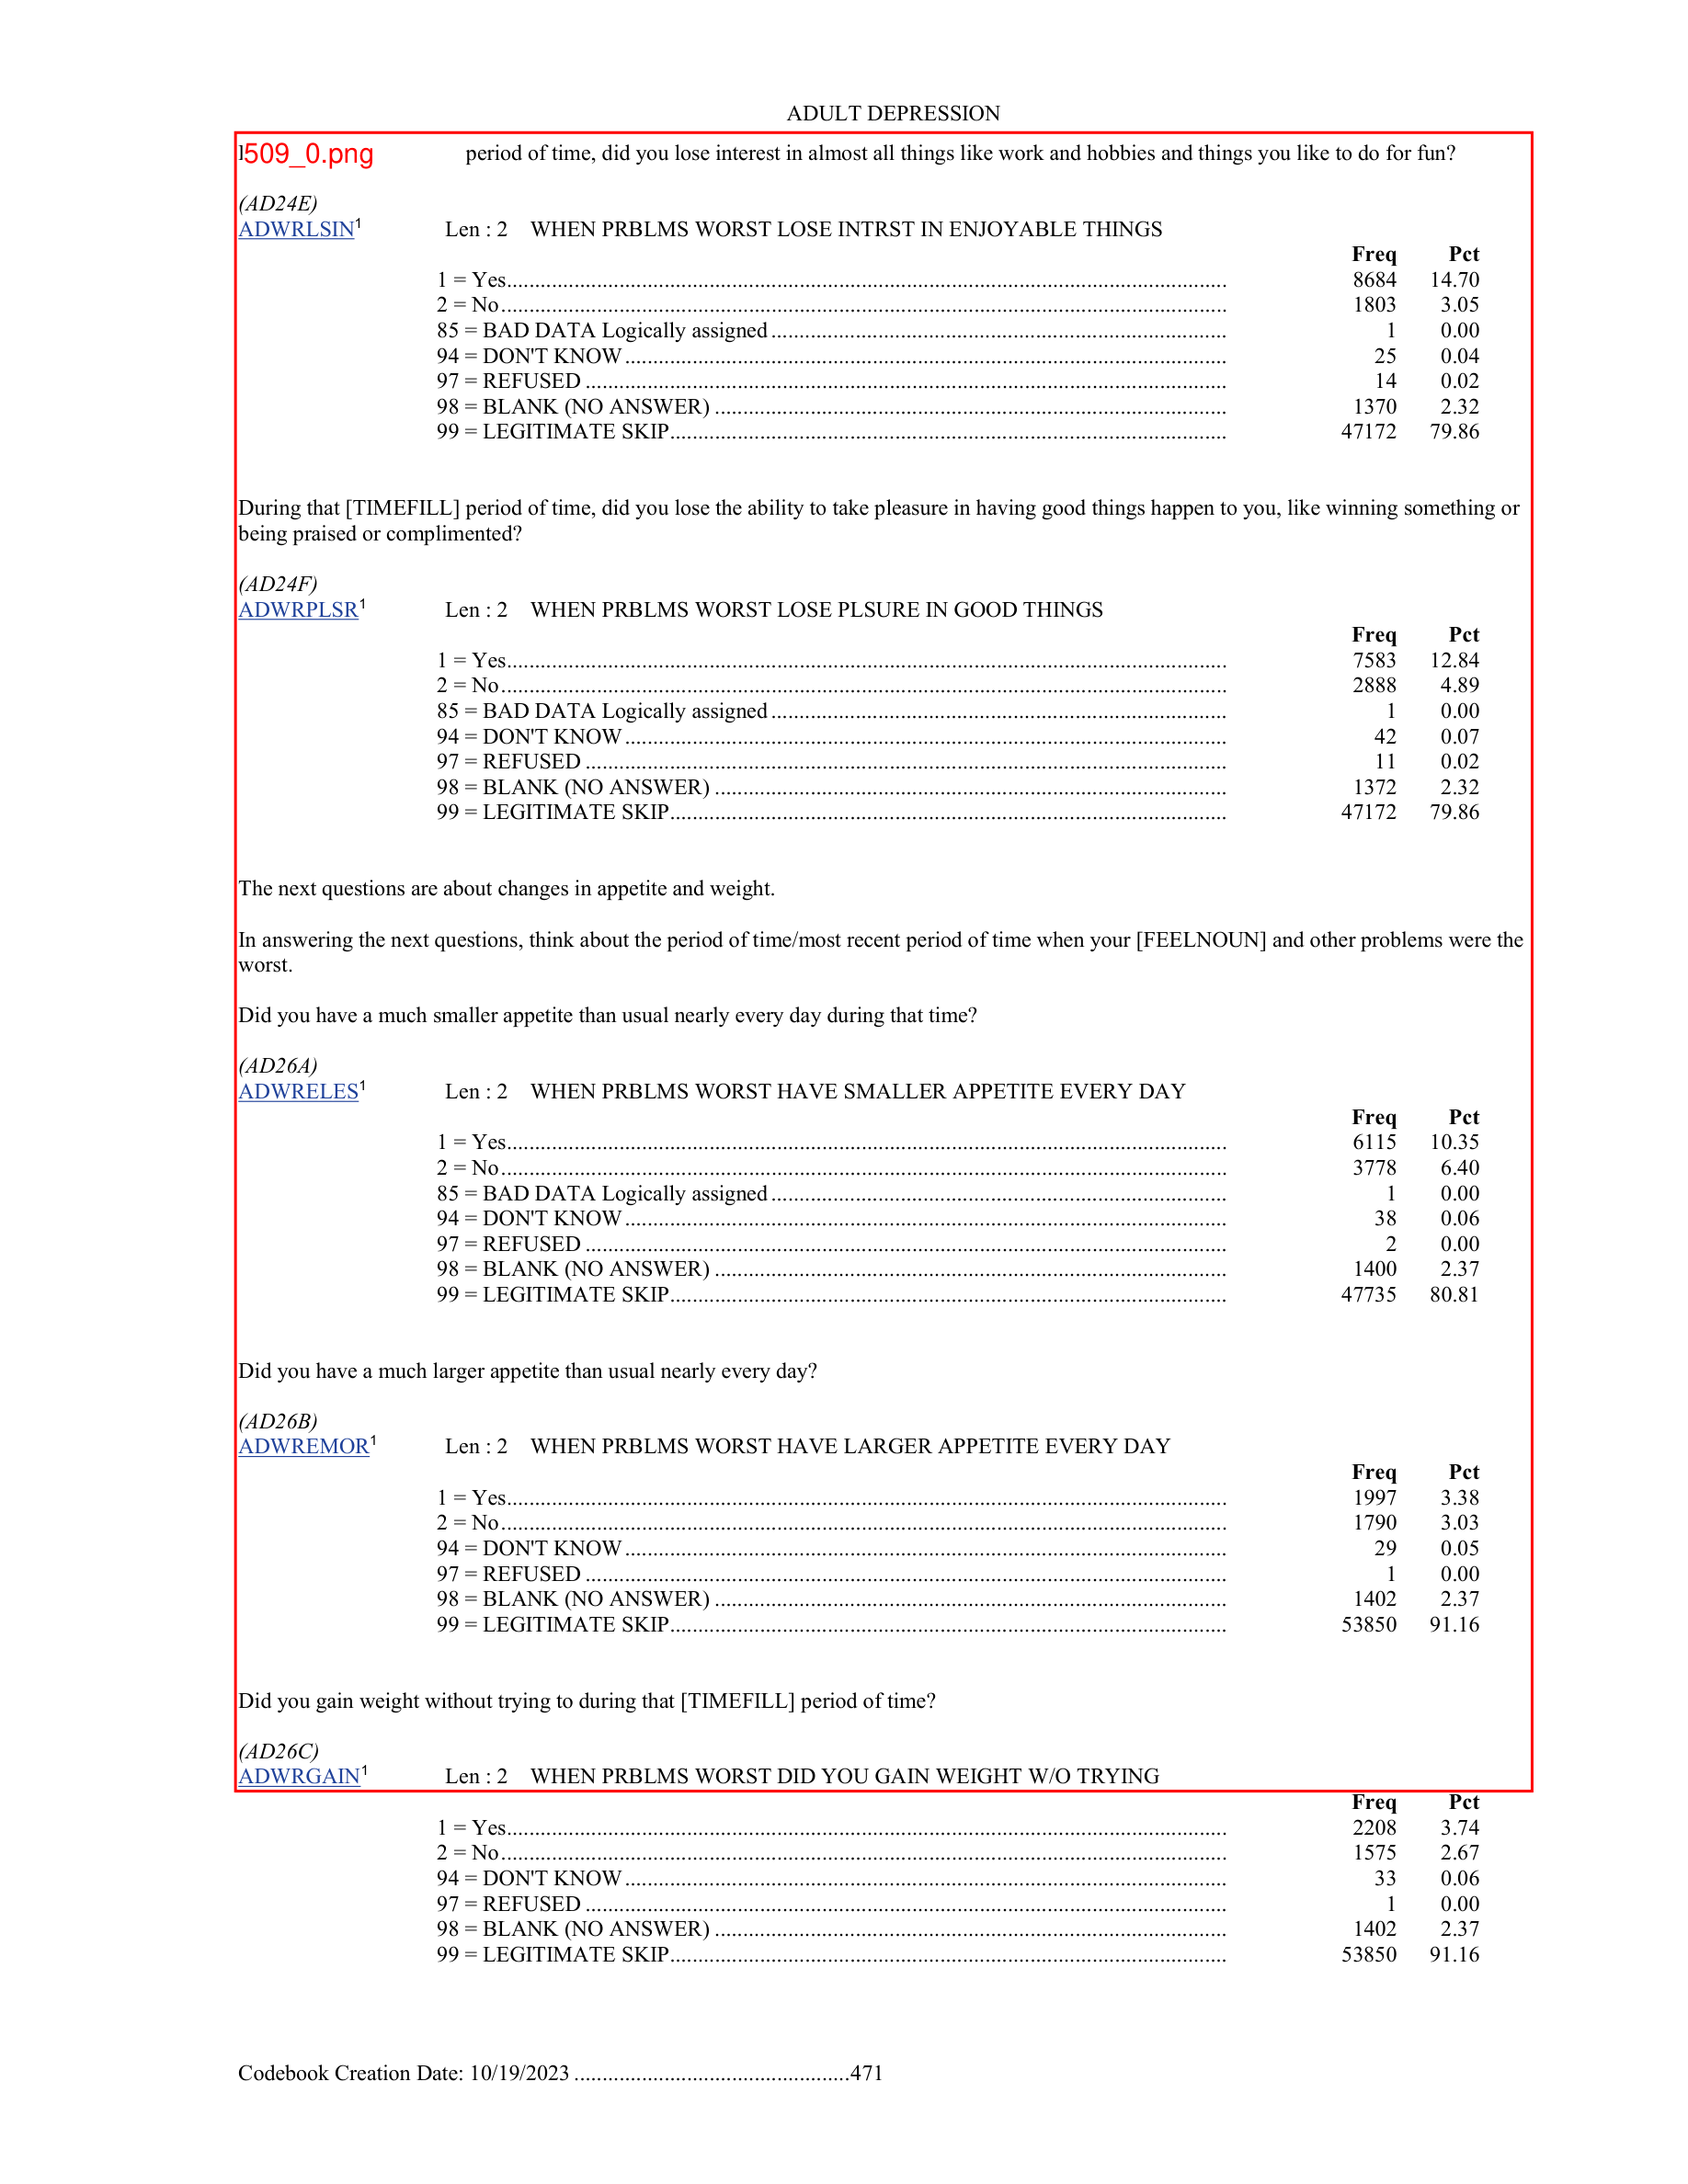 ADULT DEPRESSION
509_0.png period of time, did you lose interest in almost all things like work and hobbies and things you like to do for fun?
(AD24E)
ADWRLSIN1 Len : 2 WHEN PRBLMS WORST LOSE INTRST IN ENJOYABLE THINGS
Freq Pct
1 = Yes 8684 14.70
2 = No 1803 3.05
85 = BAD DATA Logically assigned 1 0.00
94 = DON'T KNOW 25 0.04
97 = REFUSED 14 0.02
98 = BLANK (NO ANSWER) 1370 2.32
99 = LEGITIMATE SKIP 47172 79.86
During that [TIMEFILL] period of time, did you lose the ability to take pleasure in having good things happen to you, like winning something or
being praised or complimented?
(AD24F)
ADWRPLSR1 Len : 2 WHEN PRBLMS WORST LOSE PLSURE IN GOOD THINGS
Freq Pct
1 = Yes 7583 12.84
2 = No 2888 4.89
85 = BAD DATA Logically assigned 1 0.00
94 = DON'T KNOW 42 0.07
97 = REFUSED 11 0.02
98 = BLANK (NO ANSWER) 1372 2.32
99 = LEGITIMATE SKIP 47172 79.86
The next questions are about changes in appetite and weight.
In answering the next questions, think about the period of time/most recent period of time when your [FEELNOUN] and other problems were the
worst.
Did you have a much smaller appetite than usual nearly every day during that time?
(AD26A)
ADWRELES1 Len : 2 WHEN PRBLMS WORST HAVE SMALLER APPETITE EVERY DAY
Freq Pct
1 = Yes 6115 10.35
2 = No 3778 6.40
85 = BAD DATA Logically assigned 1 0.00
94 = DON'T KNOW 38 0.06
97 = REFUSED 2 0.00
98 = BLANK (NO ANSWER) 1400 2.37
99 = LEGITIMATE SKIP 47735 80.81
Did you have a much larger appetite than usual nearly every day?
(AD26B)
ADWREMOR1 Len : 2 WHEN PRBLMS WORST HAVE LARGER APPETITE EVERY DAY
Freq Pct
1 = Yes 1997 3.38
2 = No 1790 3.03
94 = DON'T KNOW 29 0.05
97 = REFUSED 1 0.00
98 = BLANK (NO ANSWER) 1402 2.37
99 = LEGITIMATE SKIP 53850 91.16
Did you gain weight without trying to during that [TIMEFILL] period of time?
(AD26C)
ADWRGAIN1 Len : 2 WHEN PRBLMS WORST DID YOU GAIN WEIGHT W/O TRYING
Freq Pct
1 = Yes 2208 3.74
2 = No 1575 2.67
94 = DON'T KNOW 33 0.06
97 = REFUSED 1 0.00
98 = BLANK (NO ANSWER) 1402 2.37
99 = LEGITIMATE SKIP 53850 91.16
Codebook Creation Date: 10/19/2023 471